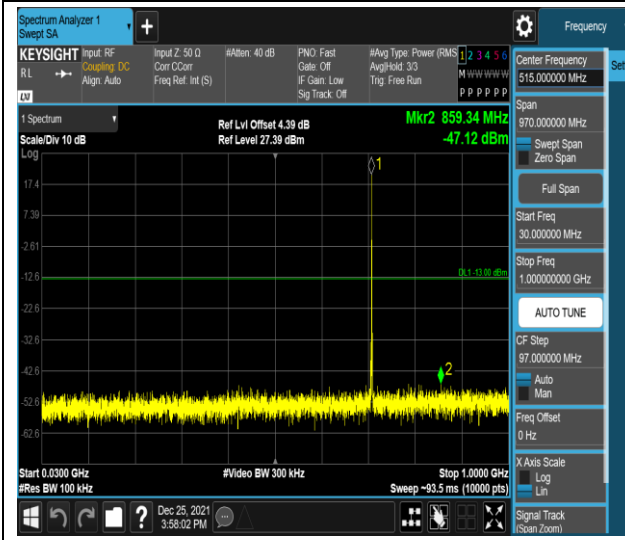 Spectrum Analyzer 1
Swept SA
Frequency
KEYSIGHT
RL
Input: RF
Coupling: DC
Align: Auto
Input Z: 50 Ω
Corr CCorr
Freq Ref: Int (S)
#Atten: 40 dB
PNO: Fast
Gate: Off
IF Gain: Low
Sig Track: Off
#Avg Type: Power (RMS
Avg|Hold: 3/3
Trig: Free Run
1 2 3 4 5 6
M W W W W W
P P P P P P
LXI
1 Spectrum
Scale/Div 10 dB
Log
Ref Lvl Offset 4.39 dB
Ref Level 27.39 dBm
Mkr2 859.34 MHz
-47.12 dBm
1
17.4
7.39
-2.61
-12.6
DL1 -13.00 dBm
-22.6
-32.6
-42.6
2
-52.6
-62.6
Start 0.0300 GHz
#Res BW 100 kHz
#Video BW 300 kHz
Stop 1.0000 GHz
Sweep ~93.5 ms (10000 pts)
Dec 25, 2021
3:58:02 PM
Center Frequency
515.000000 MHz
Set
Span
970.000000 MHz
Swept Span
Zero Span
Full Span
Start Freq
30.000000 MHz
Stop Freq
1.000000000 GHz
AUTO TUNE
CF Step
97.000000 MHz
Auto
Man
Freq Offset
0 Hz
X Axis Scale
Log
Lin
Signal Track
(Span Zoom)